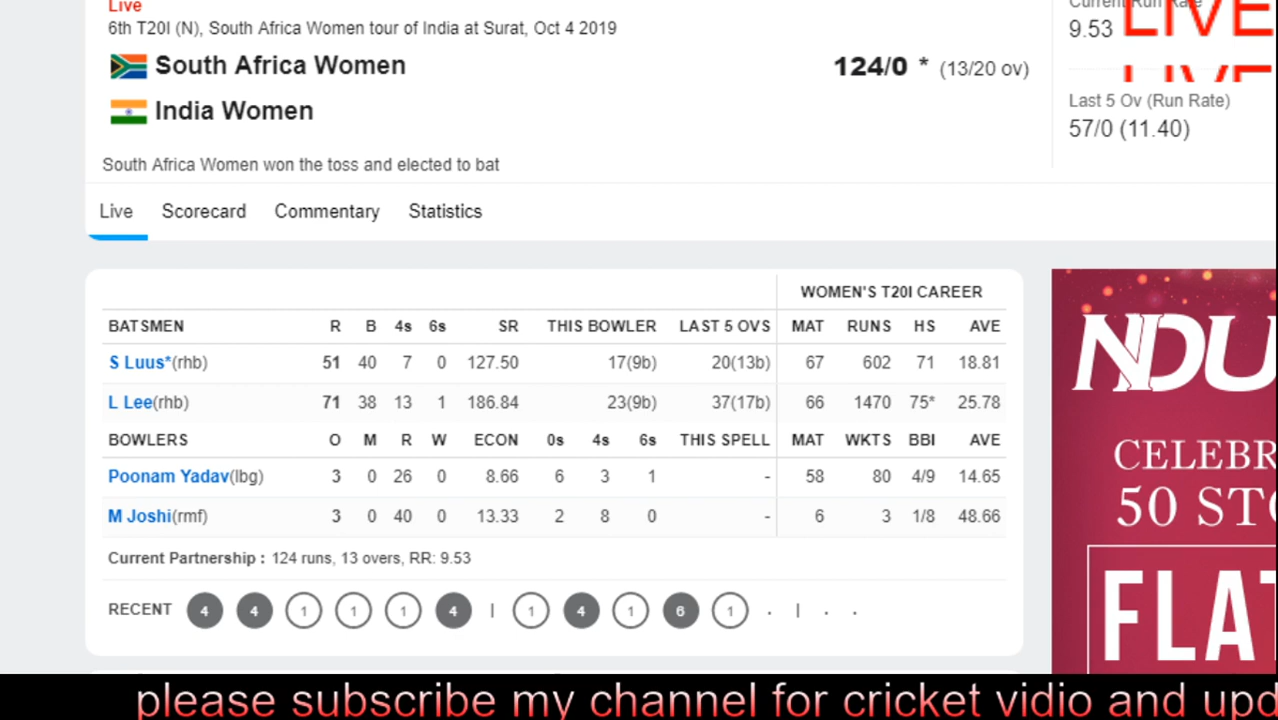 Live
6th T20I (N), South Africa Women tour of India at Surat, Oct 4 2019
South Africa Women 124/0 * (13/20 ov)
India Women
South Africa Women won the toss and elected to bat
Current Run Rate
9.53
LIVE
LIVE
Last 5 Ov (Run Rate)
57/0 (11.40)
Live Scorecard Commentary Statistics
WOMEN'S T20I CAREER
BATSMEN R B 4s 6s SR THIS BOWLER LAST 5 OVS MAT RUNS HS AVE
S Luus*(rhb) 51 40 7 0 127.50 17(9b) 20(13b) 67 602 71 18.81
L Lee(rhb) 71 38 13 1 186.84 23(9b) 37(17b) 66 1470 75* 25.78
BOWLERS O M R W ECON 0s 4s 6s THIS SPELL MAT WKTS BBI AVE
Poonam Yadav(lbg) 3 0 26 0 8.66 6 3 1 - 58 80 4/9 14.65
M Joshi(rmf) 3 0 40 0 13.33 2 8 0 - 6 3 1/8 48.66
Current Partnership : 124 runs, 13 overs, RR: 9.53
RECENT 4 4 1 1 1 4 | 1 4 1 6 1 . | . .
NDU
CELEBR
50 STO
FLAT
please subscribe my channel for cricket vidio and upd